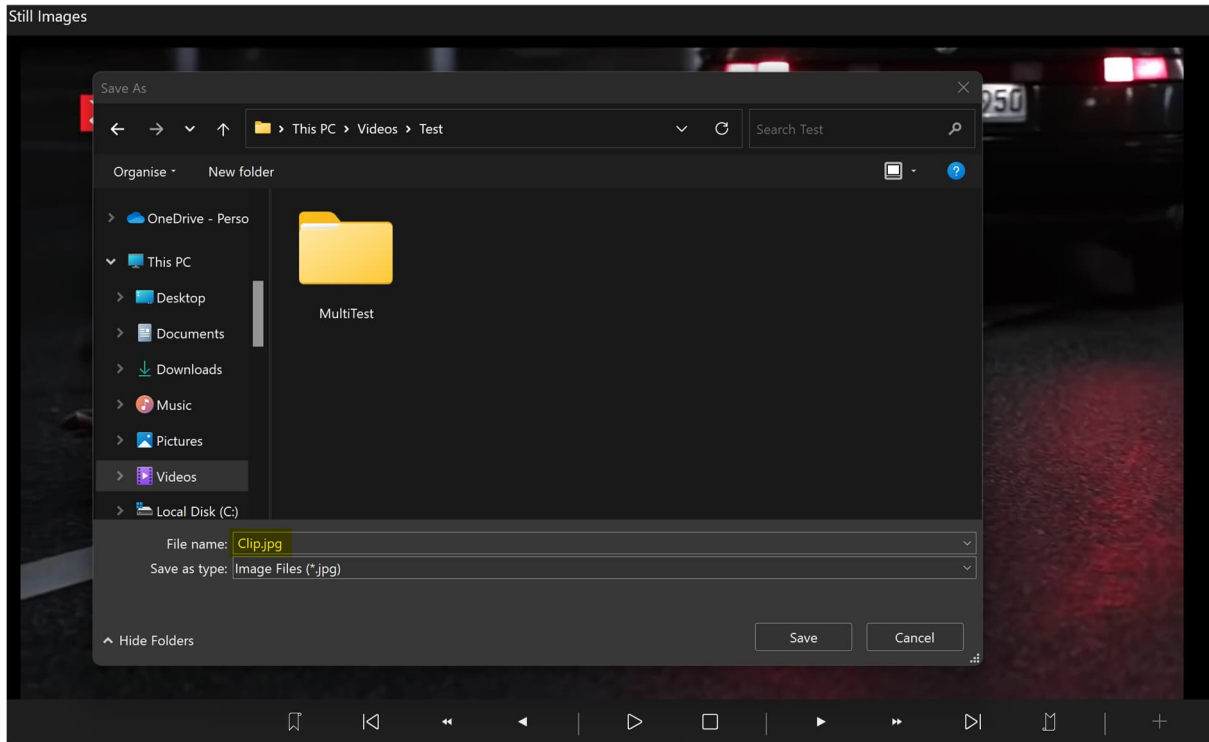 Still Images
Save As
This PC > Videos > Test
Search Test
Organise
New folder
OneDrive - Perso
This PC
Desktop
Documents
Downloads
Music
Pictures
Videos
Local Disk (C:)
MultiTest
File name: Clip.jpg
Save as type: Image Files (*.jpg)
Hide Folders
Save
Cancel
950